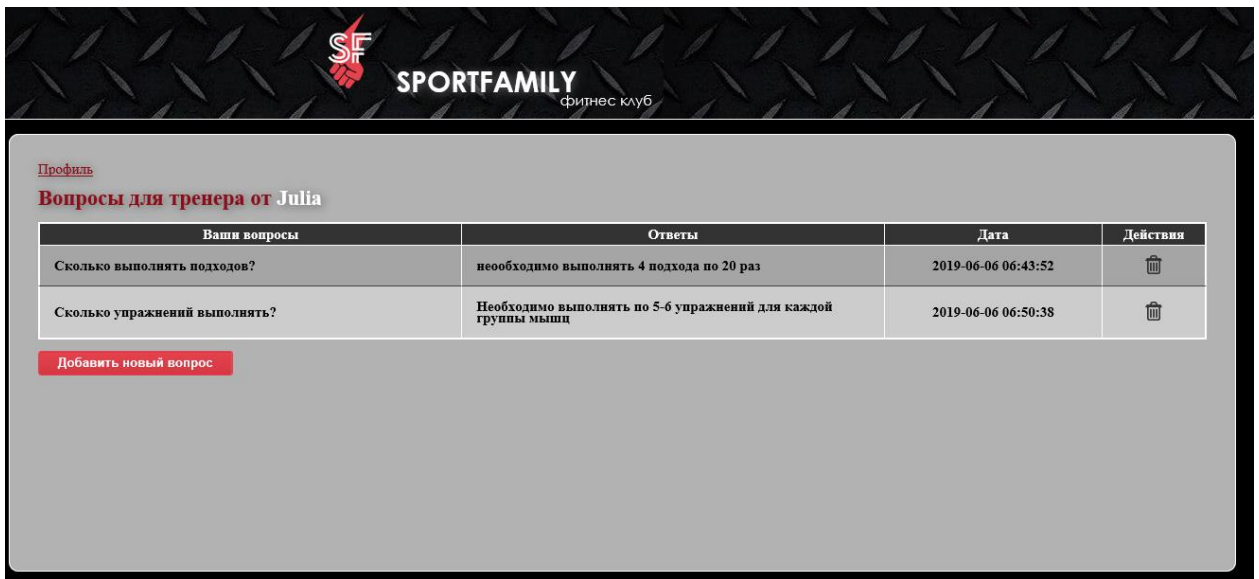 SF
SPORTFAMILY
фитнес клуб
Профиль
Вопросы для тренера от Julia
Ваши вопросы Ответы Дата Действия
Сколько выполнять подходов? неообходимо выполнять 4 подхода по 20 раз 2019-06-06 06:43:52
Сколько упражнений выполнять? Необходимо выполнять по 5-6 упражнений для каждой
группы мышц 2019-06-06 06:50:38
Добавить новый вопрос